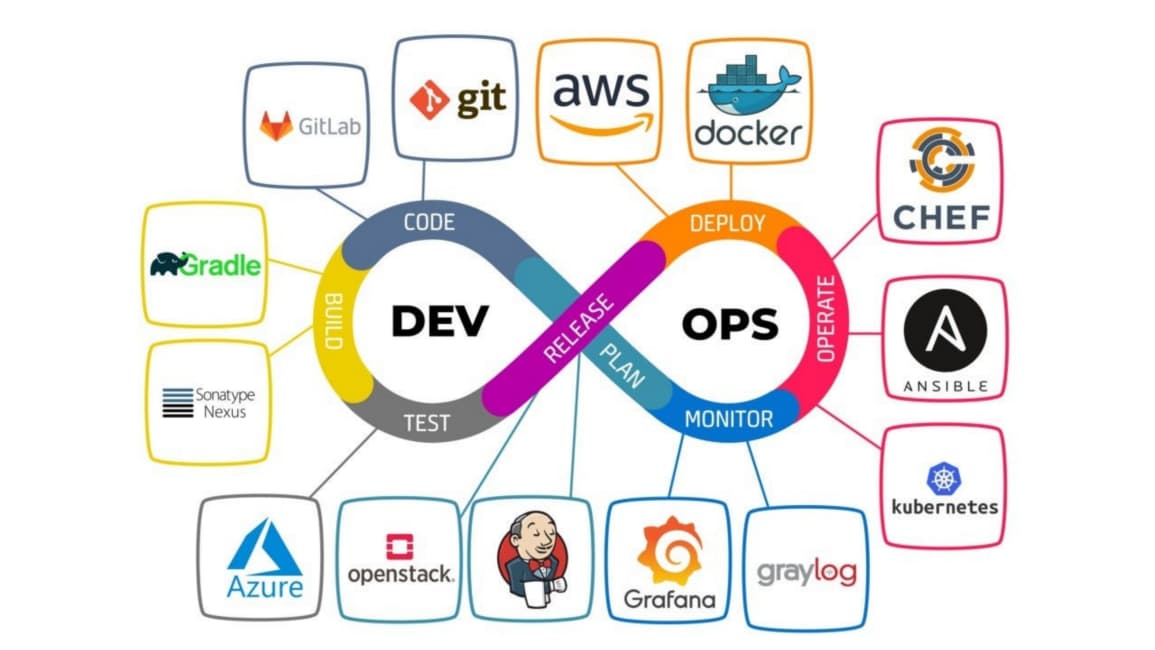 GitLab
git
aws
docker
CHEF
CODE
DEPLOY
Gradle
BUILD
DEV
RELEASE
PLAN
OPS
OPERATE
ANSIBLE
Sonatype
Nexus
TEST
MONITOR
kubernetes
Azure
openstack.
Grafana
graylog